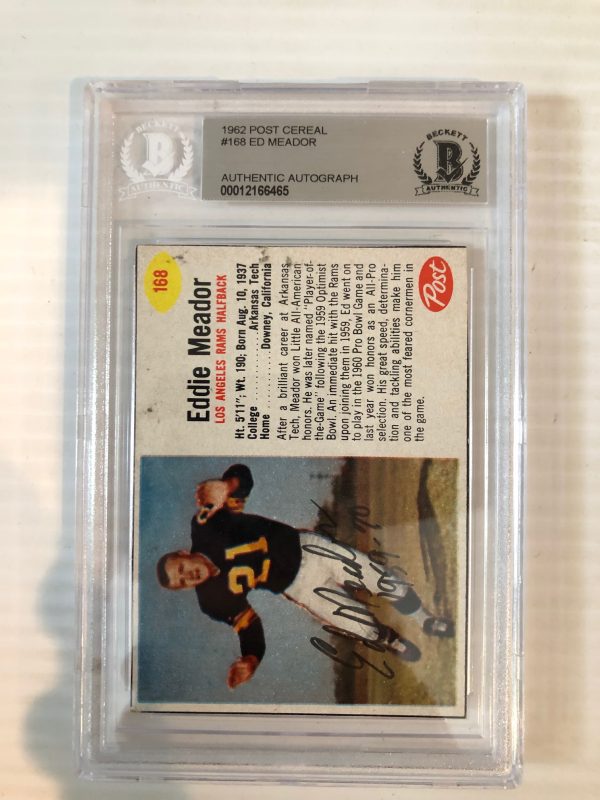 BECKETT
B
AUTHENTIC
1962 POST CEREAL
#168 ED MEADOR
AUTHENTIC AUTOGRAPH
00012166465
BECKETT
B
AUTHENTIC
168
Eddie Meador
LOS ANGELES RAMS HALFBACK
Ht. 5'11"; Wt. 190; Born Aug. 10, 1937
College . . . . . . . . . . . . Arkansas Tech
Home . . . . . . . . . . Downey, California
After a brilliant career at Arkansas
Tech, Meador won Little All-American
honors. He was later named "Player-of-
the-Game" following the 1959 Optimist
Bowl. An immediate hit with the Rams
upon joining them in 1959, Ed went on
to play in the 1960 Pro Bowl Game and
last year won honors as an All-Pro
selection. His great speed, determina-
tion and tackling abilities make him
one of the most feared cornermen in
the game.
Post
21
Ed Meador
1959-70